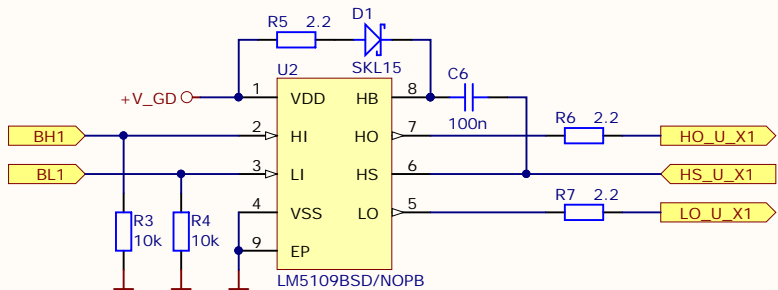 R5 2.2
D1
SKL15
U2
C6
100n
+V_GD
1 VDD HB 8
BH1
2 HI HO 7
R6 2.2
HO_U_X1
BL1
3 LI HS 6
HS_U_X1
4 VSS LO 5
R7 2.2
LO_U_X1
R3
10k
R4
10k
9 EP
LM5109BSD/NOPB